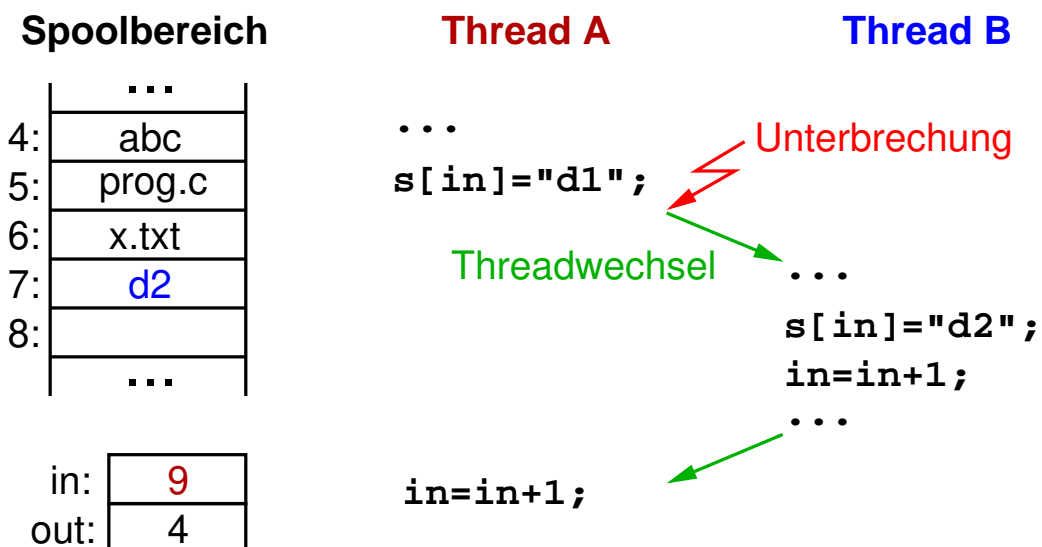 Spoolbereich
...
4: abc
5: prog.c
6: x.txt
7: d2
8:
...
in: 9
out: 4
Thread A
...
s[in]="d1";
Unterbrechung
Threadwechsel
in=in+1;
Thread B
...
s[in]="d2";
in=in+1;
...